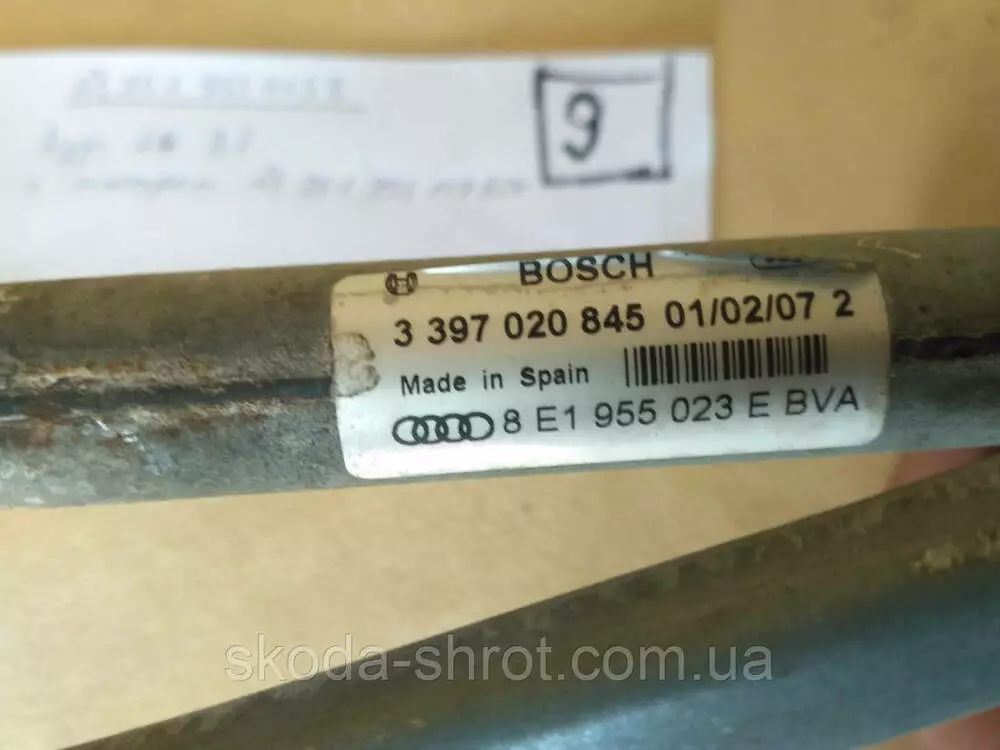 9
BOSCH
3 397 020 845 01/02/07 2
Made in Spain
8 E1 955 023 E BVA
skoda-shrot.com.ua